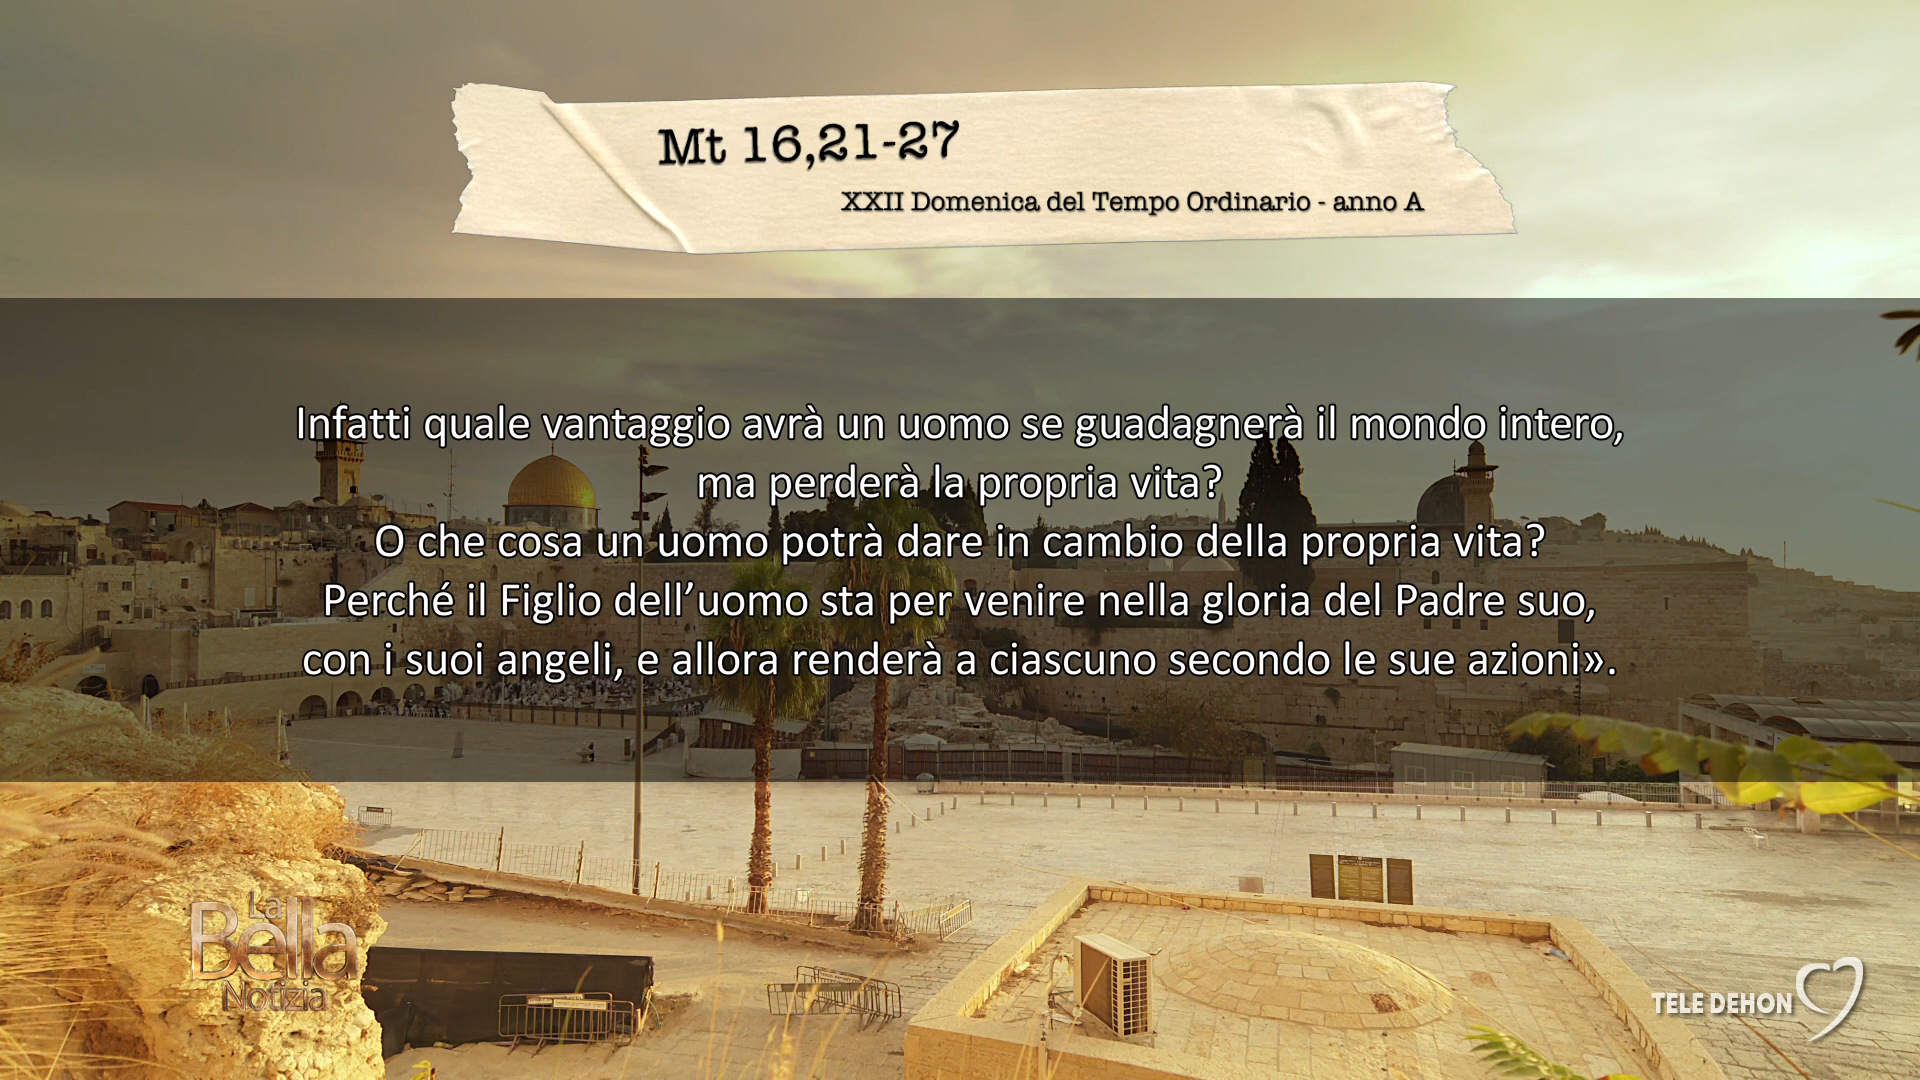 Mt 16,21-27
XXII Domenica del Tempo Ordinario - anno A
Infatti quale vantaggio avrà un uomo se guadagnerà il mondo intero,
ma perderà la propria vita?
O che cosa un uomo potrà dare in cambio della propria vita?
Perché il Figlio dell’uomo sta per venire nella gloria del Padre suo,
con i suoi angeli, e allora renderà a ciascuno secondo le sue azioni».
La
Bella
Notizia
TELE DEHON